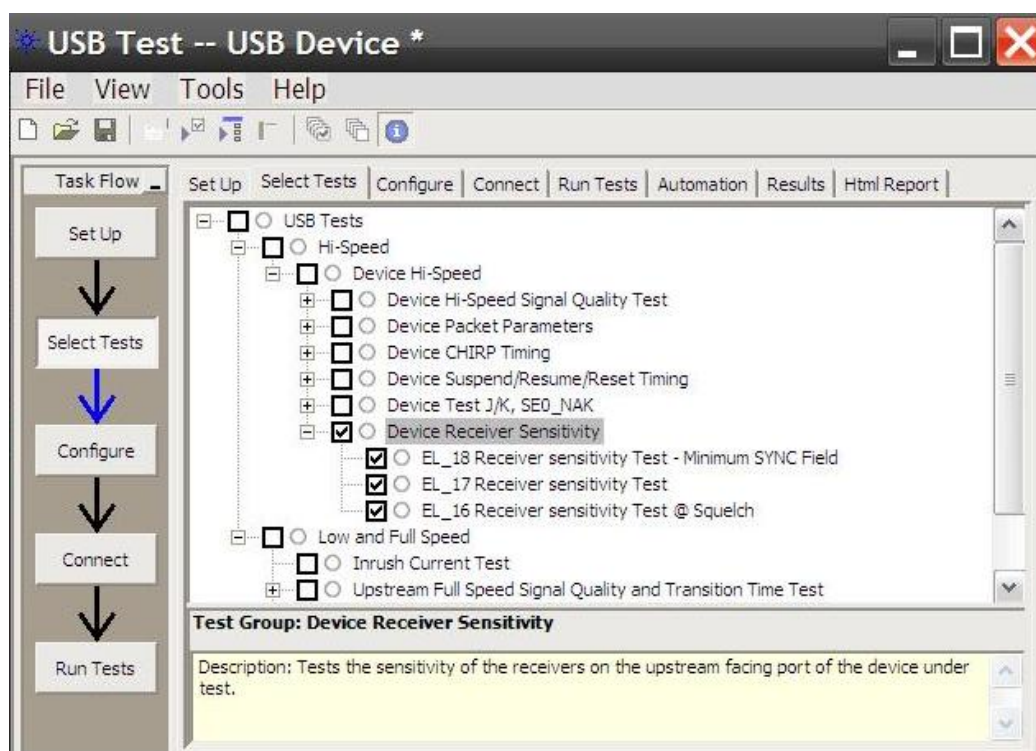 USB Test -- USB Device *
File View Tools Help
Task Flow
Set Up
Select Tests
Configure
Connect
Run Tests
Set Up Select Tests Configure Connect Run Tests Automation Results Html Report
USB Tests
Hi-Speed
Device Hi-Speed
Device Hi-Speed Signal Quality Test
Device Packet Parameters
Device CHIRP Timing
Device Suspend/Resume/Reset Timing
Device Test J/K, SE0_NAK
Device Receiver Sensitivity
EL_18 Receiver sensitivity Test - Minimum SYNC Field
EL_17 Receiver sensitivity Test
EL_16 Receiver sensitivity Test @ Squelch
Low and Full Speed
Inrush Current Test
Upstream Full Speed Signal Quality and Transition Time Test
Test Group: Device Receiver Sensitivity
Description: Tests the sensitivity of the receivers on the upstream facing port of the device under
test.